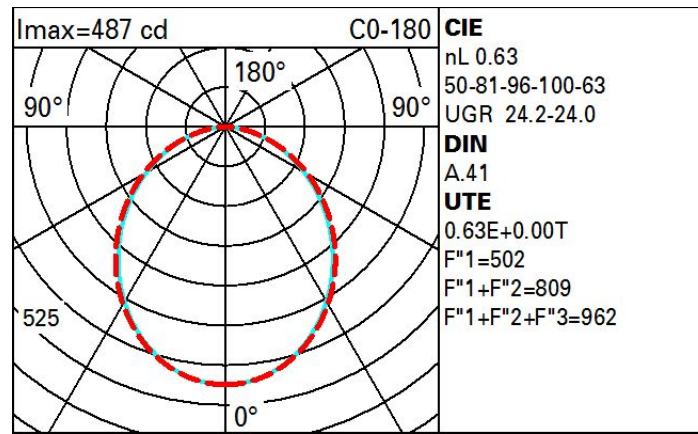 Imax=487 cd C0-180
180°
90° 90°
525
0°
CIE
nL 0.63
50-81-96-100-63
UGR 24.2-24.0
DIN
A.41
UTE
0.63E+0.00T
F"1=502
F"1+F"2=809
F"1+F"2+F"3=962